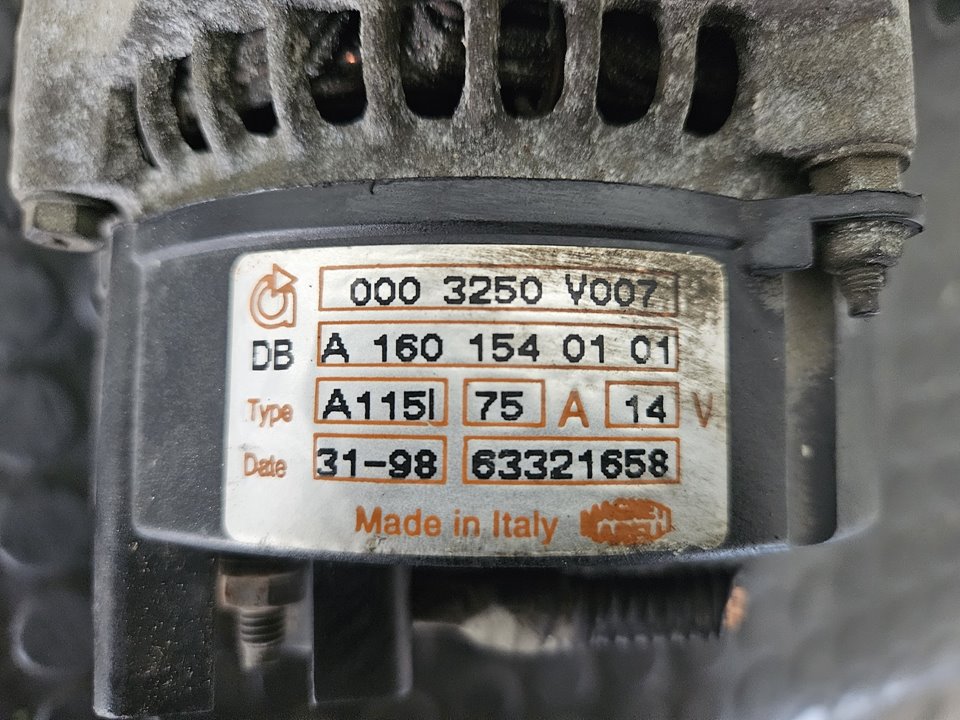 000 3250 V007
DB A 160 154 01 01
Type A115I 75 A 14 V
Date 31-98 63321658
Made in Italy